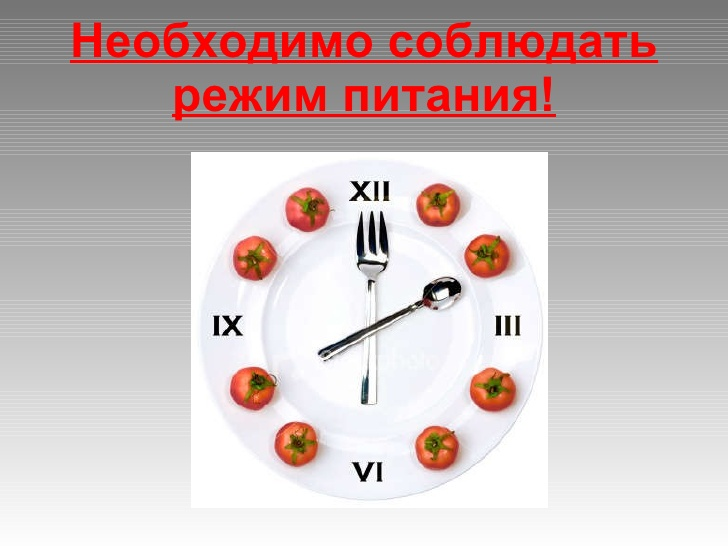 Необходимо соблюдать
режим питания!
XII
IX
III
VI